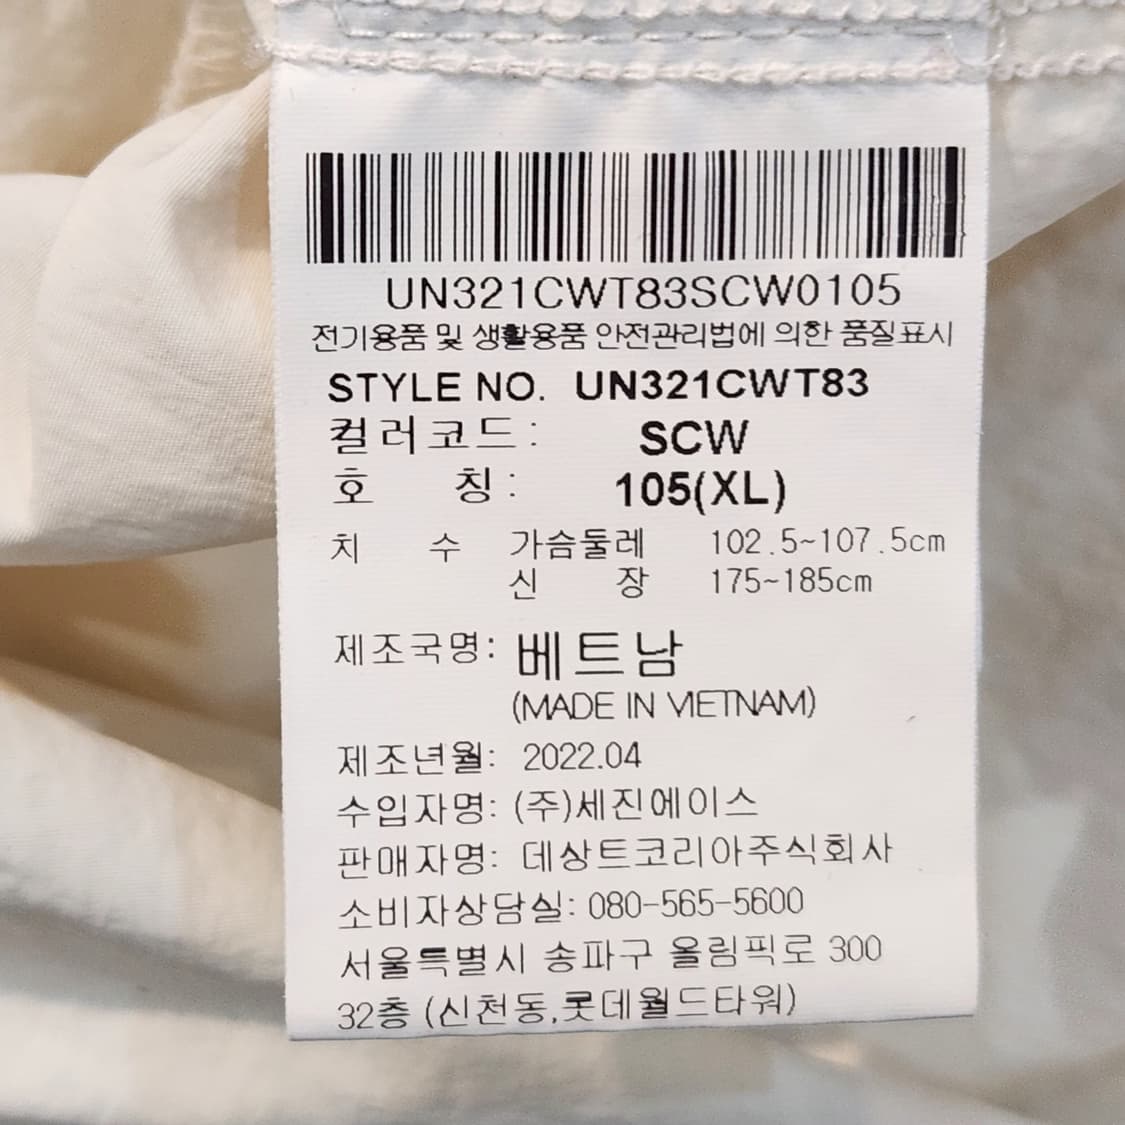 UN321CWT83SCW0105
전기용품 및 생활용품 안전관리법에 의한 품질표시
STYLE NO. UN321CWT83
컬러코드: SCW
호 칭: 105(XL)
치 수 가슴둘레 102.5~107.5cm
신 장 175~185cm
제조국명: 베트남
(MADE IN VIETNAM)
제조년월: 2022.04
수입자명: (주)세진에이스
판매자명: 데상트코리아주식회사
소비자상담실: 080-565-5600
서울특별시 송파구 올림픽로 300
32층 (신천동,롯데월드타워)